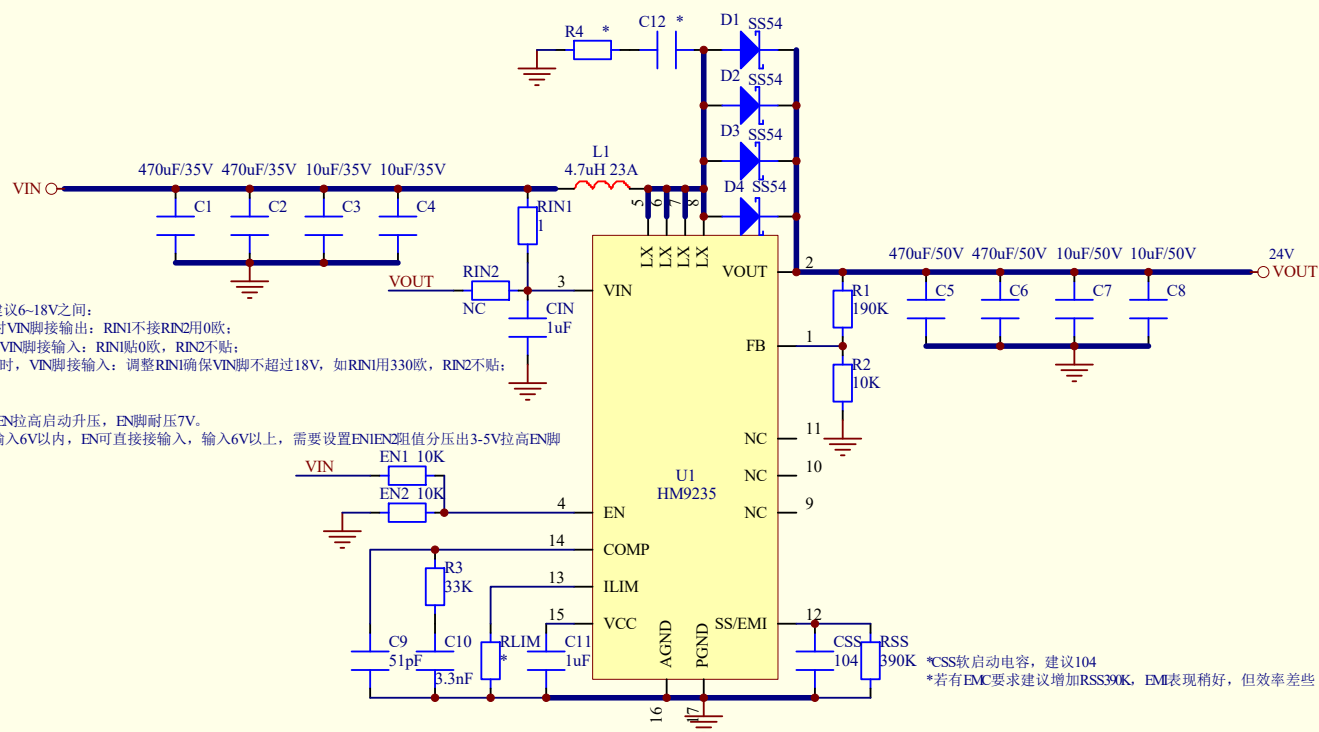 R4 *
C12 *
D1 SS54
D2 SS54
D3 SS54
D4 SS54
L1
4.7uH 23A
470uF/35V 470uF/35V 10uF/35V 10uF/35V
VIN
C1 C2 C3 C4
RIN1
1
5 6 7 8
LX LX LX LX
VOUT
RIN2
NC
3
VIN
CIN
1uF
VOUT 2
470uF/50V 470uF/50V 10uF/50V 10uF/50V
24V
VOUT
R1
190K
C5 C6 C7 C8
FB 1
R2
10K
建议6~18V之间:
时VIN脚接输出: RIN1不接RIN2用0欧;
VIN脚接输入: RIN1贴0欧, RIN2不贴;
时, VIN脚接输入: 调整RIN1确保VIN脚不超过18V, 如RIN1用330欧, RIN2不贴;
EN拉高启动升压, EN脚耐压7V。
输入6V以内, EN可直接接输入, 输入6V以上, 需要设置EN1EN2阻值分压出3-5V拉高EN脚
NC 11
NC 10
NC 9
U1
HM9235
VIN
EN1 10K
EN2 10K
4
EN
14
COMP
R3
33K
13
ILIM
15
VCC
C9
51pF
C10
3.3nF
RLIM
*
C11
1uF
AGND
PGND
16
17
SS/EMI 12
CSS
104
RSS
390K
*CSS软启动电容, 建议104
*若有EMC要求建议增加RSS390K, EMI表现稍好, 但效率差些